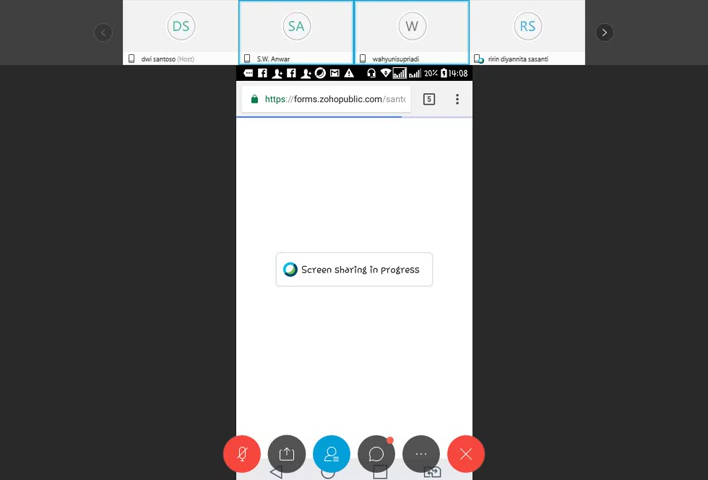 DS
SA
W
RS
dwi santoso (Host)
S.W. Anwar
wahyunisupriadi
ririn diyannita sasanti
20% 14:08
https://forms.zohopublic.com/santo
5
Screen sharing in progress